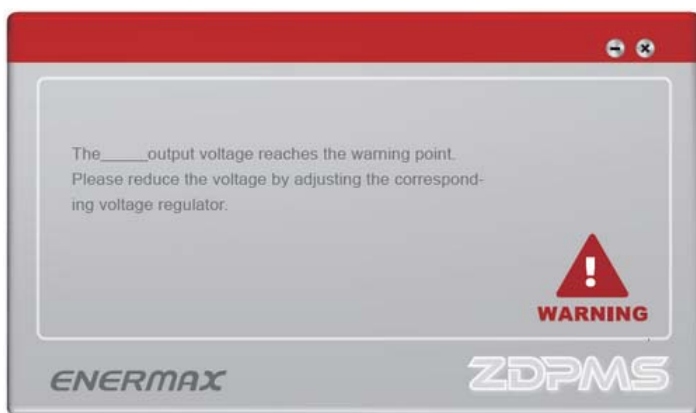 The_____output voltage reaches the warning point.
Please reduce the voltage by adjusting the correspond-
ing voltage regulator.
!
WARNING
ENERMAX
ZDPMS